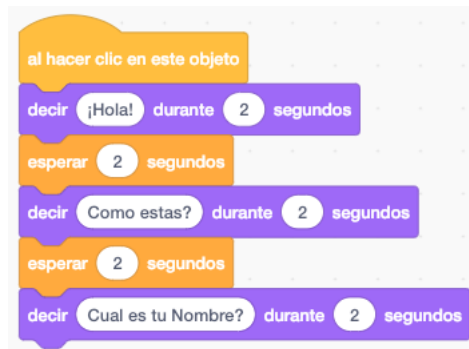 al hacer clic en este objeto
decir ¡Hola! durante 2 segundos
esperar 2 segundos
decir Como estas? durante 2 segundos
esperar 2 segundos
decir Cual es tu Nombre? durante 2 segundos